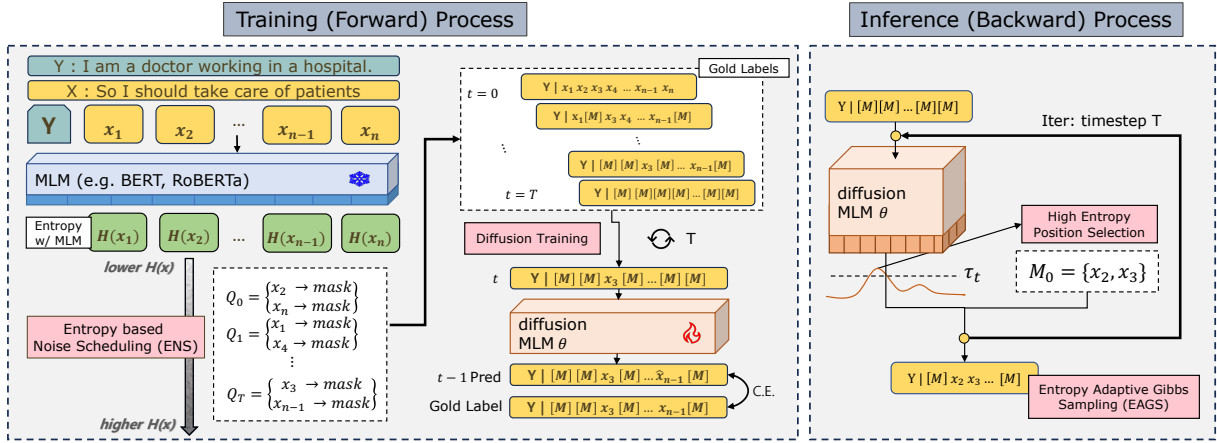 Training (Forward) Process
Y : I am a doctor working in a hospital.
X : So I should take care of patients
Y x₁ x₂ ... xₙ₋₁ xₙ
MLM (e.g. BERT, RoBERTa)
Entropy
w/ MLM
H(x₁) H(x₂) ... H(xₙ₋₁) H(xₙ)
lower H(x)
Entropy based
Noise Scheduling (ENS)
higher H(x)
Q₀ = { x₂ → mask
xₙ → mask }
Q₁ = { x₁ → mask
x₄ → mask }
⋮
Q_T = { x₃ → mask
xₙ₋₁ → mask }
Gold Labels
t = 0
Y | x₁ x₂ x₃ x₄ ... xₙ₋₁ xₙ
Y | x₁[M] x₃ x₄ ... xₙ₋₁[M]
⋱
Y | [M] [M] x₃[M] ... xₙ₋₁[M]
t = T
Y | [M][M][M][M]...[M][M]
Diffusion Training
T
t
Y | [M] [M] x₃ [M] ... [M] [M]
diffusion
MLM θ
t − 1 Pred
Y | [M] [M] x₃ [M] ... x̂ₙ₋₁ [M]
C.E.
Gold Label
Y | [M] [M] x₃ [M] ... xₙ₋₁[M]
Inference (Backward) Process
Y | [M][M] ... [M][M]
Iter: timestep T
diffusion
MLM θ
High Entropy
Position Selection
τₜ
M₀ = {x₂, x₃}
Y | [M] x₂ x₃ ... [M]
Entropy Adaptive Gibbs
Sampling (EAGS)